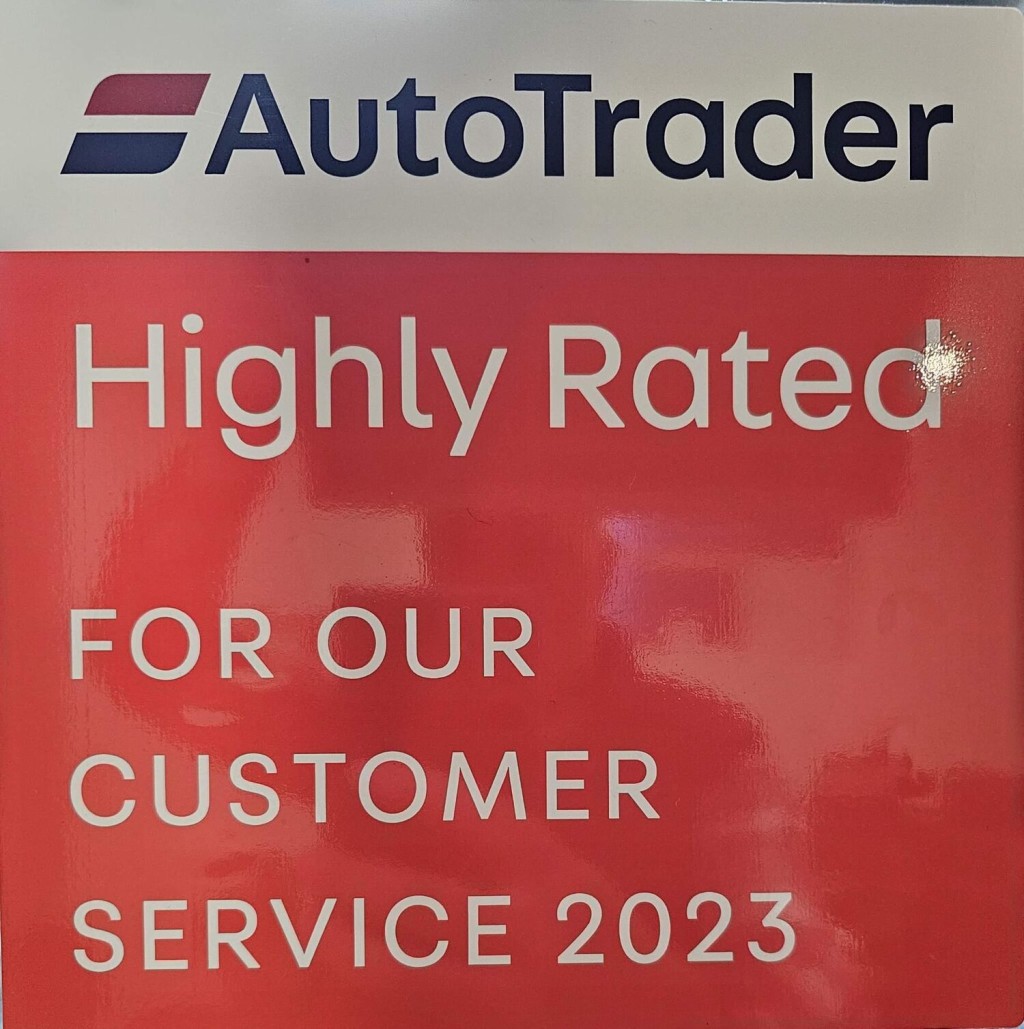 AutoTrader
Highly Rated
FOR OUR
CUSTOMER
SERVICE 2023